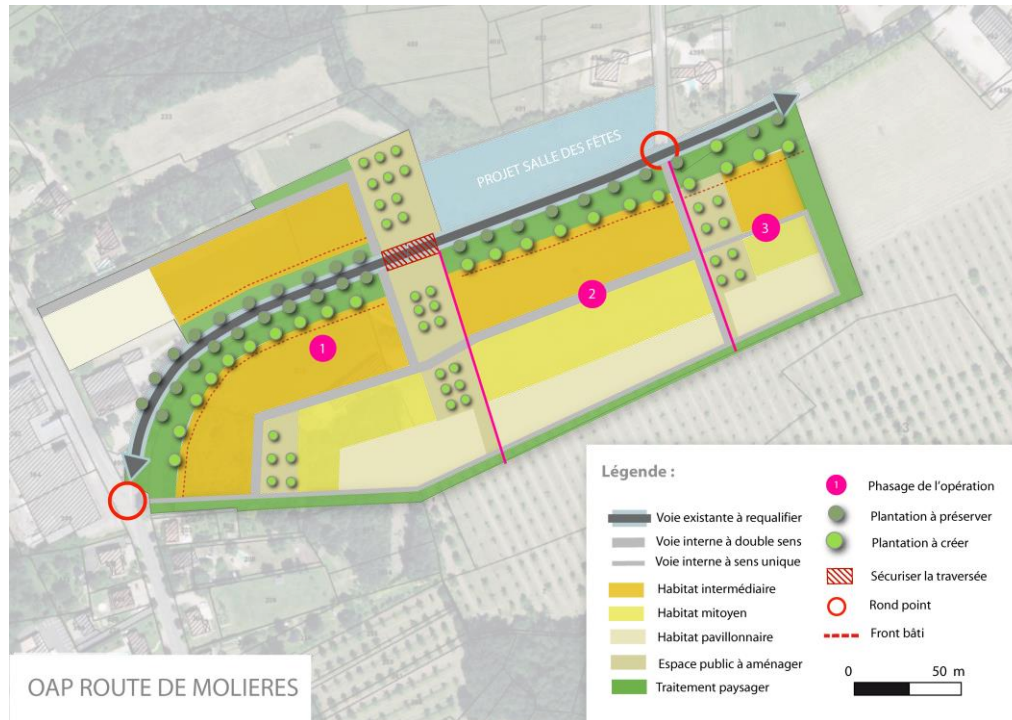 PROJET SALLE DES FÊTES
1
2
3
OAP ROUTE DE MOLIERES
Légende :
Voie existante à requalifier
Voie interne à double sens
Voie interne à sens unique
Habitat intermédiaire
Habitat mitoyen
Habitat pavillonnaire
Espace public à aménager
Traitement paysager
1 Phasage de l'opération
Plantation à préserver
Plantation à créer
Sécuriser la traversée
Rond point
Front bâti
0 50 m